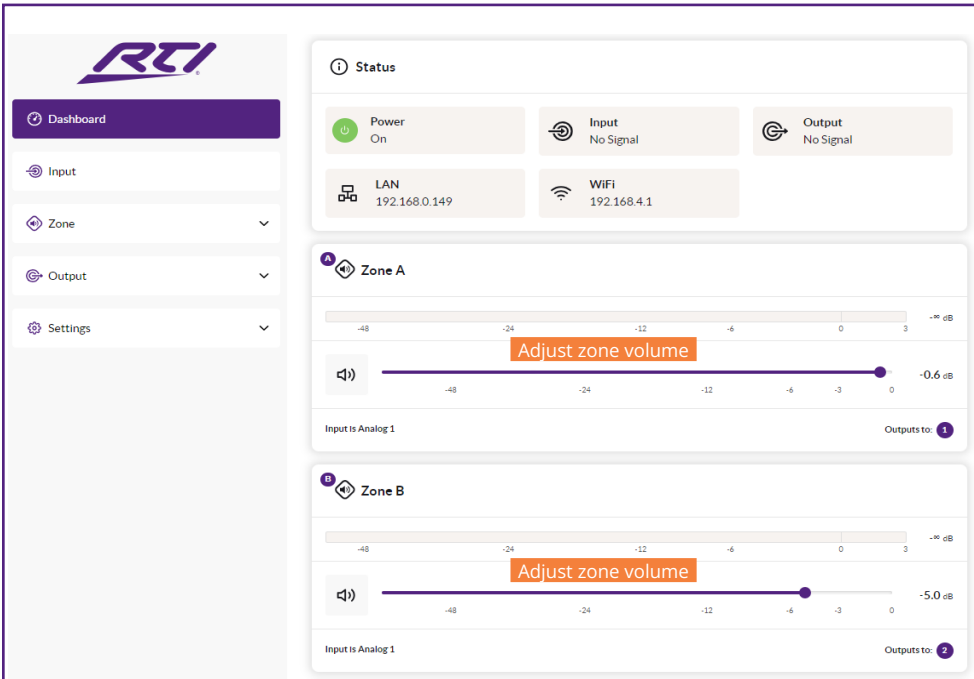 RTI
Status
Dashboard
Power
On
Input
No Signal
Output
No Signal
Input
LAN
192.168.0.149
WiFi
192.168.4.1
Zone
Output
Settings
A
Zone A
-∞ dB
-48 -24 -12 -6 0 3
Adjust zone volume
-0.6 dB
-48 -24 -12 -6 -3 0
Input is Analog 1
Outputs to: 1
B
Zone B
-∞ dB
-48 -24 -12 -6 0 3
Adjust zone volume
-5.0 dB
-48 -24 -12 -6 -3 0
Input is Analog 1
Outputs to: 2